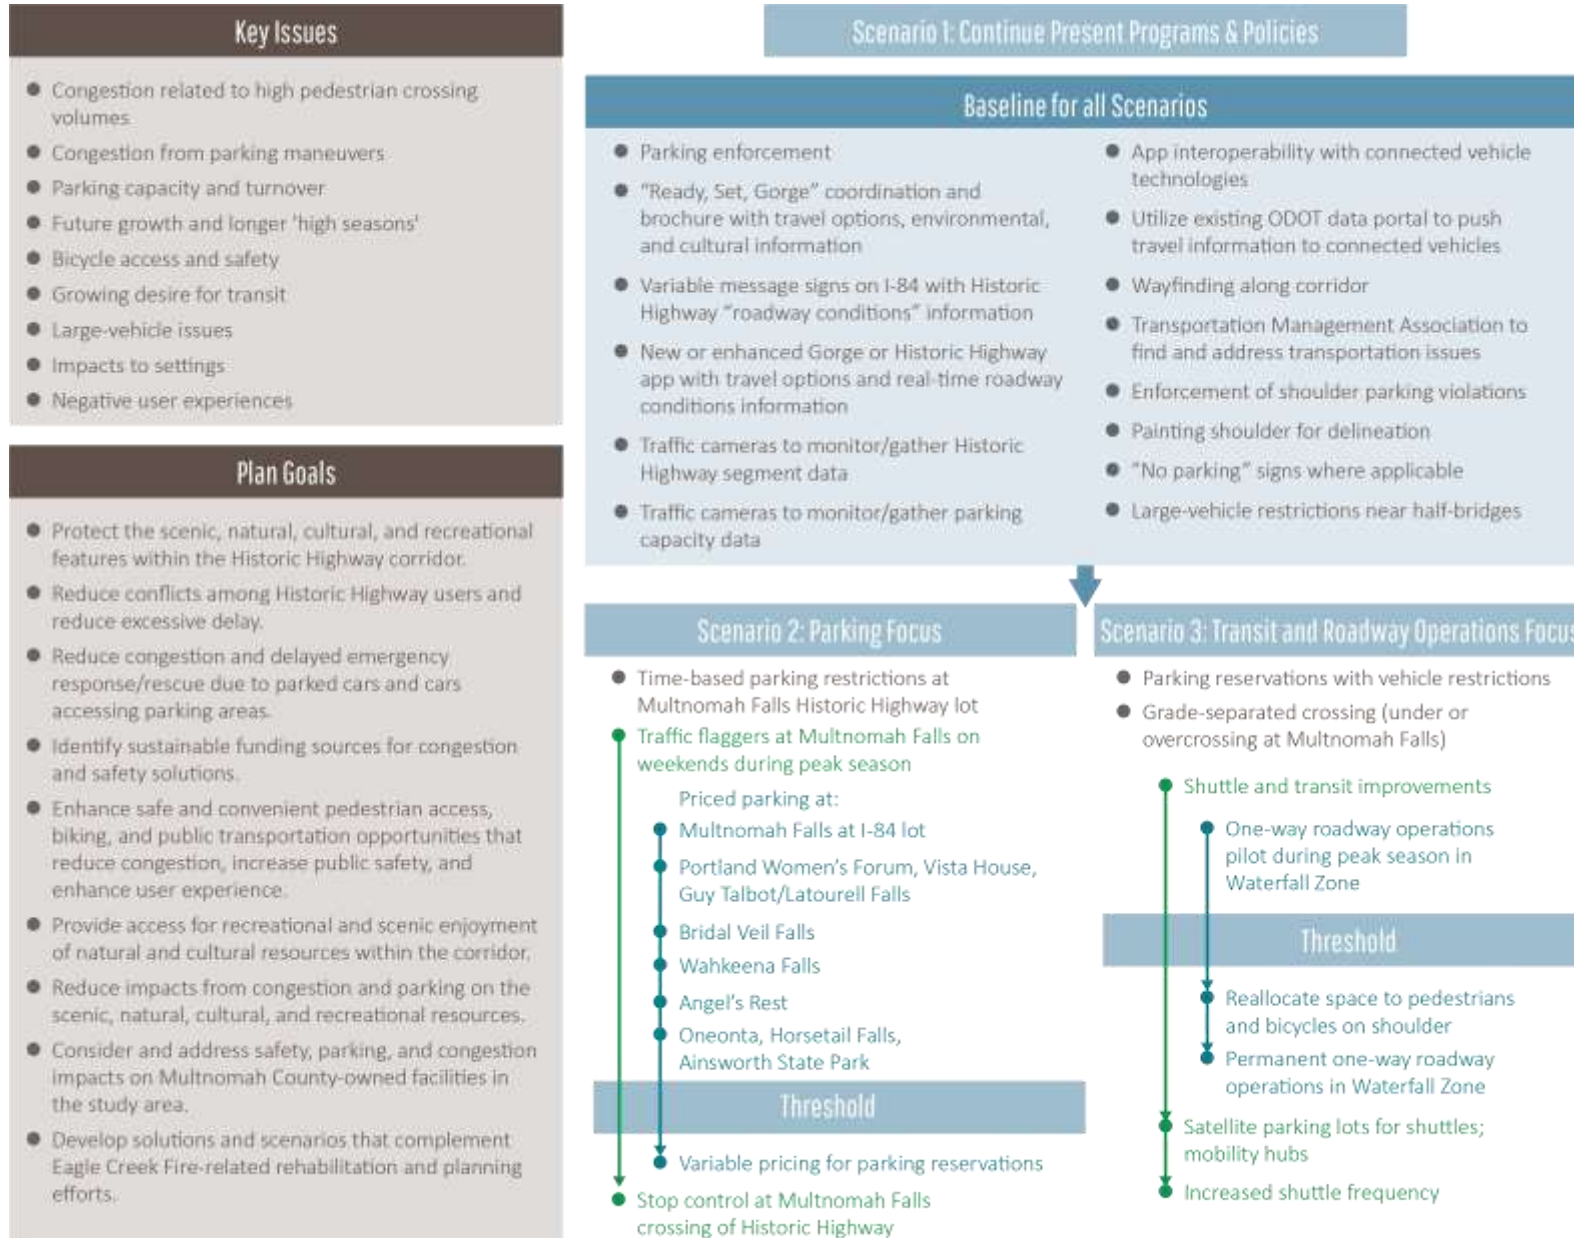 Key Issues
● Congestion related to high pedestrian crossing
volumes
● Congestion from parking maneuvers
● Parking capacity and turnover
● Future growth and longer 'high seasons'
● Bicycle access and safety
● Growing desire for transit
● Large-vehicle issues
● Impacts to settings
● Negative user experiences
Plan Goals
● Protect the scenic, natural, cultural, and recreational
features within the Historic Highway corridor.
● Reduce conflicts among Historic Highway users and
reduce excessive delay.
● Reduce congestion and delayed emergency
response/rescue due to parked cars and cars
accessing parking areas.
● Identify sustainable funding sources for congestion
and safety solutions.
● Enhance safe and convenient pedestrian access,
biking, and public transportation opportunities that
reduce congestion, increase public safety, and
enhance user experience.
● Provide access for recreational and scenic enjoyment
of natural and cultural resources within the corridor.
● Reduce impacts from congestion and parking on the
scenic, natural, cultural, and recreational resources.
● Consider and address safety, parking, and congestion
impacts on Multnomah County-owned facilities in
the study area.
● Develop solutions and scenarios that complement
Eagle Creek Fire-related rehabilitation and planning
efforts.
Scenario 1: Continue Present Programs & Policies
Baseline for all Scenarios
● Parking enforcement
● "Ready, Set, Gorge" coordination and
brochure with travel options, environmental,
and cultural information
● Variable message signs on I-84 with Historic
Highway "roadway conditions" information
● New or enhanced Gorge or Historic Highway
app with travel options and real-time roadway
conditions information
● Traffic cameras to monitor/gather Historic
Highway segment data
● Traffic cameras to monitor/gather parking
capacity data
● App interoperability with connected vehicle
technologies
● Utilize existing ODOT data portal to push
travel information to connected vehicles
● Wayfinding along corridor
● Transportation Management Association to
find and address transportation issues
● Enforcement of shoulder parking violations
● Painting shoulder for delineation
● "No parking" signs where applicable
● Large-vehicle restrictions near half-bridges
Scenario 2: Parking Focus
● Time-based parking restrictions at
Multnomah Falls Historic Highway lot
● Traffic flaggers at Multnomah Falls on
weekends during peak season
Priced parking at:
● Multnomah Falls at I-84 lot
● Portland Women's Forum, Vista House,
Guy Talbot/Latourell Falls
● Bridal Veil Falls
● Wahkeena Falls
● Angel's Rest
● Oneonta, Horsetail Falls,
Ainsworth State Park
Threshold
● Variable pricing for parking reservations
● Stop control at Multnomah Falls
crossing of Historic Highway
Scenario 3: Transit and Roadway Operations Focus
● Parking reservations with vehicle restrictions
● Grade-separated crossing (under or
overcrossing at Multnomah Falls)
● Shuttle and transit improvements
● One-way roadway operations
pilot during peak season in
Waterfall Zone
Threshold
● Reallocate space to pedestrians
and bicycles on shoulder
● Permanent one-way roadway
operations in Waterfall Zone
● Satellite parking lots for shuttles;
mobility hubs
● Increased shuttle frequency